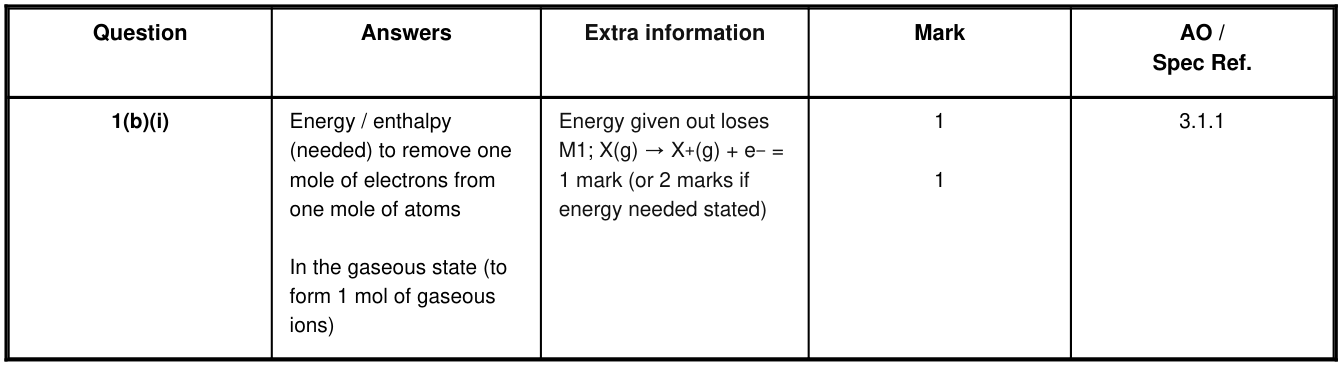 Question
Answers
Extra information
Mark
AO /
Spec Ref.
1(b)(i)
Energy / enthalpy
(needed) to remove one
mole of electrons from
one mole of atoms
In the gaseous state (to
form 1 mol of gaseous
ions)
Energy given out loses
M1; X(g) → X+(g) + e– =
1 mark (or 2 marks if
energy needed stated)
1
1
3.1.1